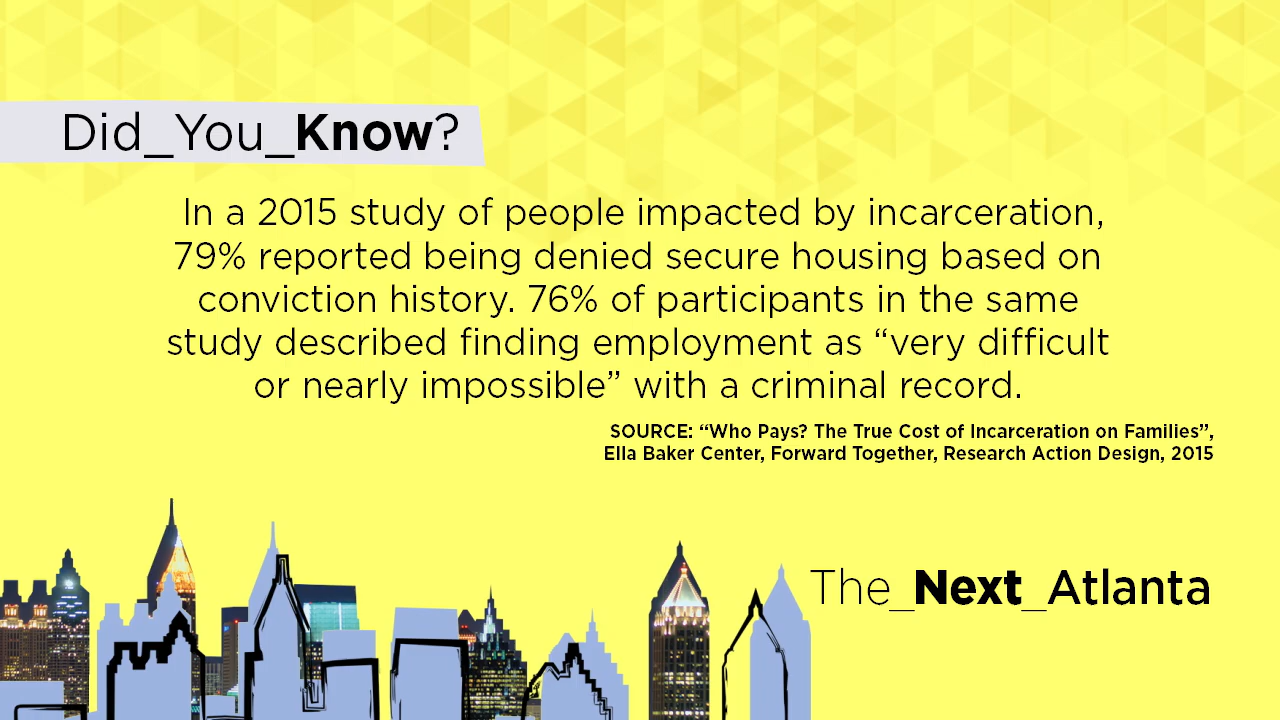 Did_You_Know?
In a 2015 study of people impacted by incarceration,
79% reported being denied secure housing based on
conviction history. 76% of participants in the same
study described finding employment as “very difficult
or nearly impossible” with a criminal record.
SOURCE: “Who Pays? The True Cost of Incarceration on Families”,
Ella Baker Center, Forward Together, Research Action Design, 2015
The_Next_Atlanta